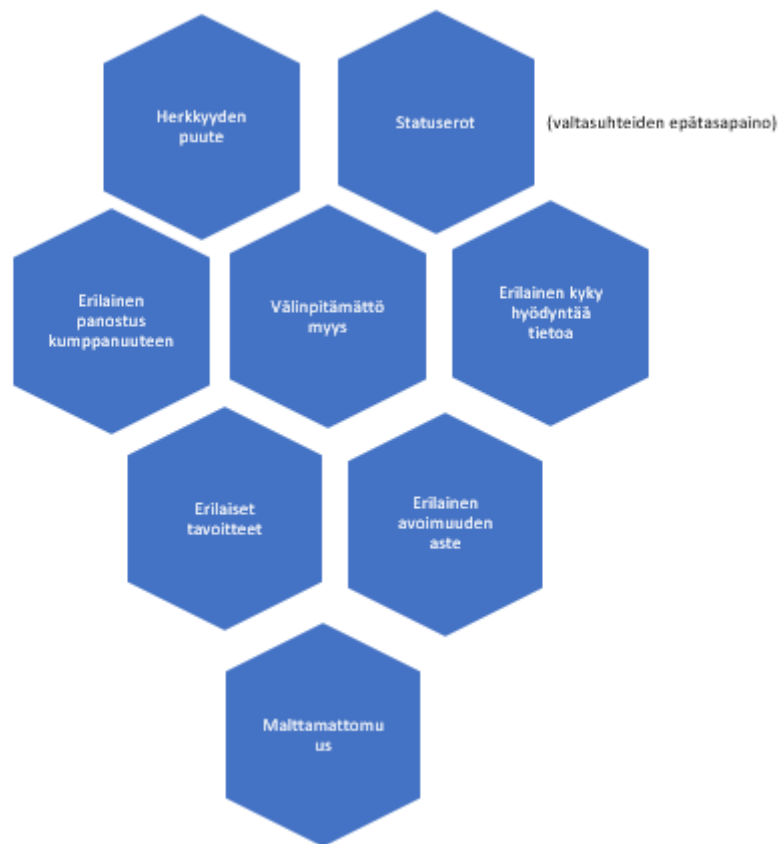 Herkkyyden
puute
Statuserot
(valtasuhteiden epätasapaino)
Erilainen
panostus
kumppanuuteen
Välinpitämättö
myys
Erilainen kyky
hyödyntää
tietoa
Erilaiset
tavoitteet
Erilainen
avoimuuden
aste
Malttamattomu
us